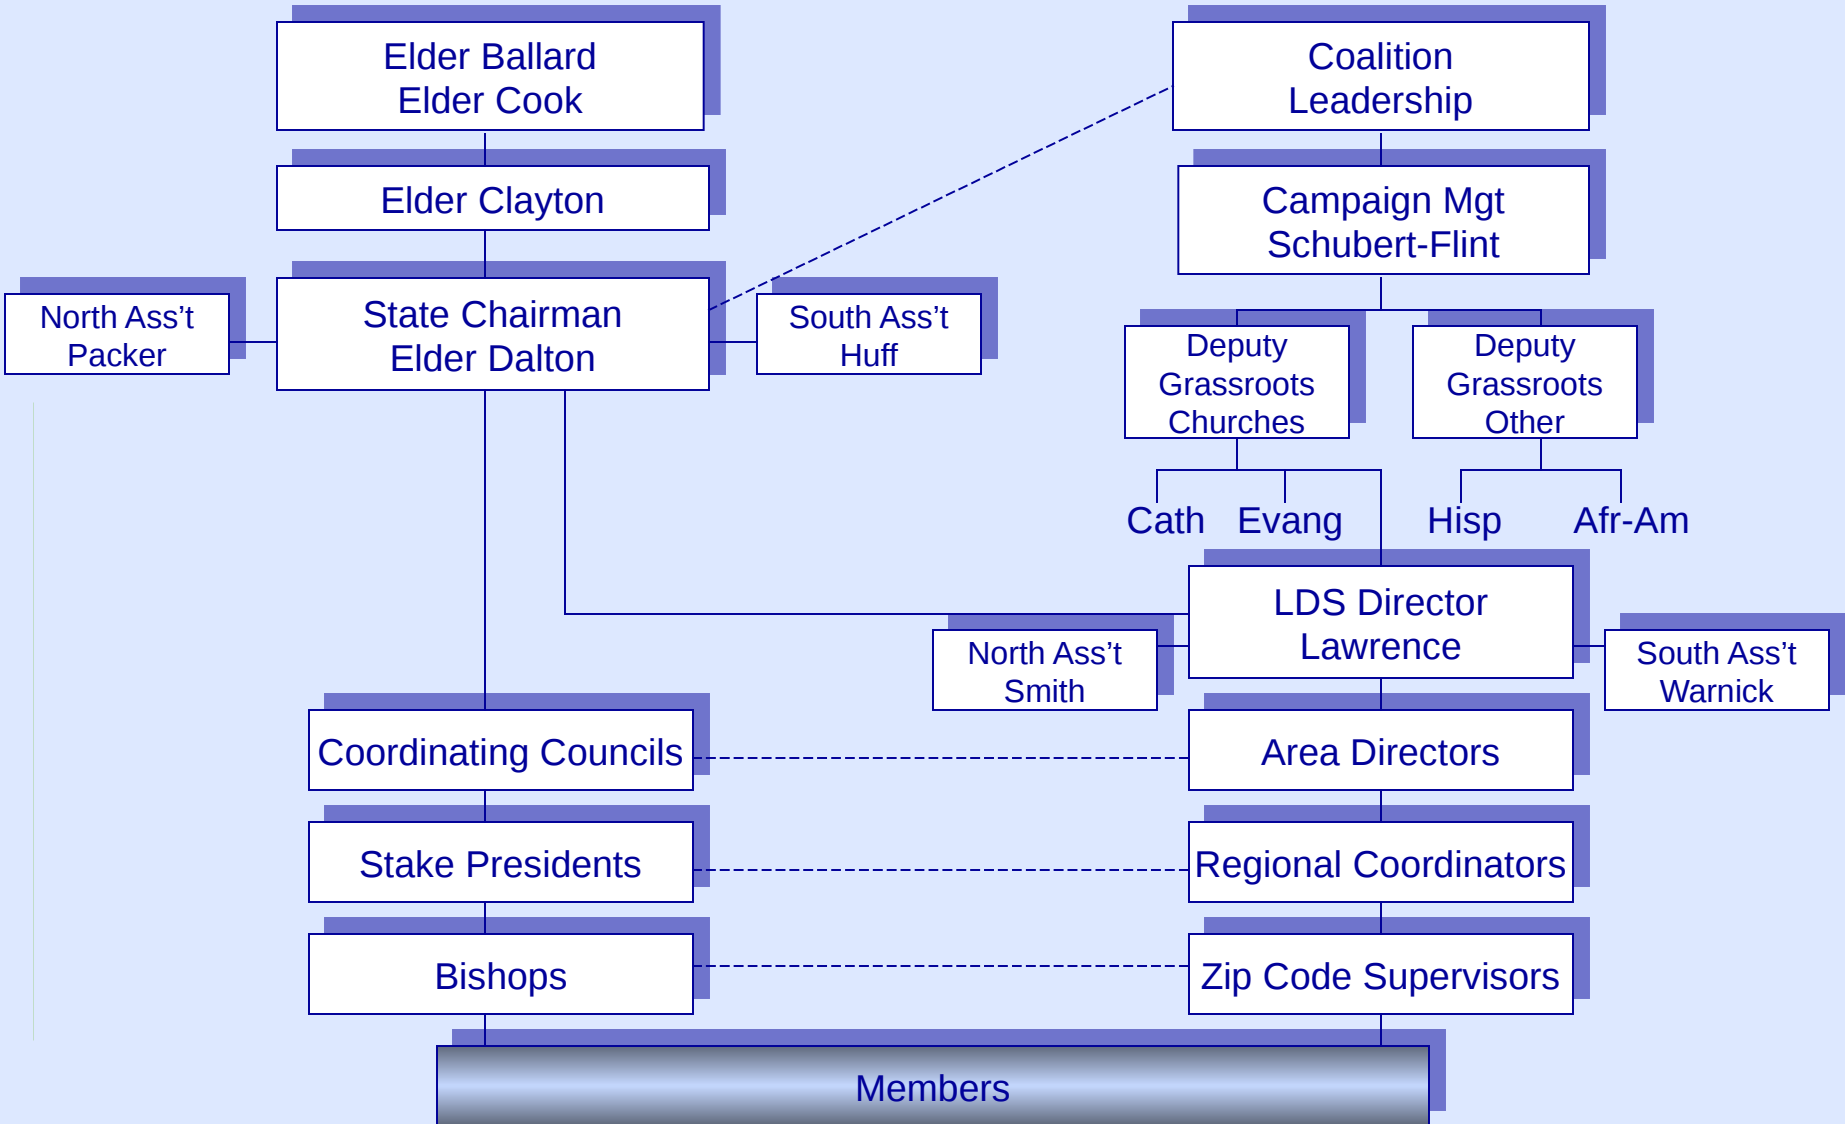 Elder Ballard
Elder Cook
Coalition
Leadership
Elder Clayton
Campaign Mgt
Schubert-Flint
North Ass’t
Packer
State Chairman
Elder Dalton
South Ass’t
Huff
Deputy
Grassroots
Churches
Deputy
Grassroots
Other
Cath
Evang
Hisp
Afr-Am
LDS Director
Lawrence
North Ass’t
Smith
South Ass’t
Warnick
Coordinating Councils
Area Directors
Stake Presidents
Regional Coordinators
Bishops
Zip Code Supervisors
Members